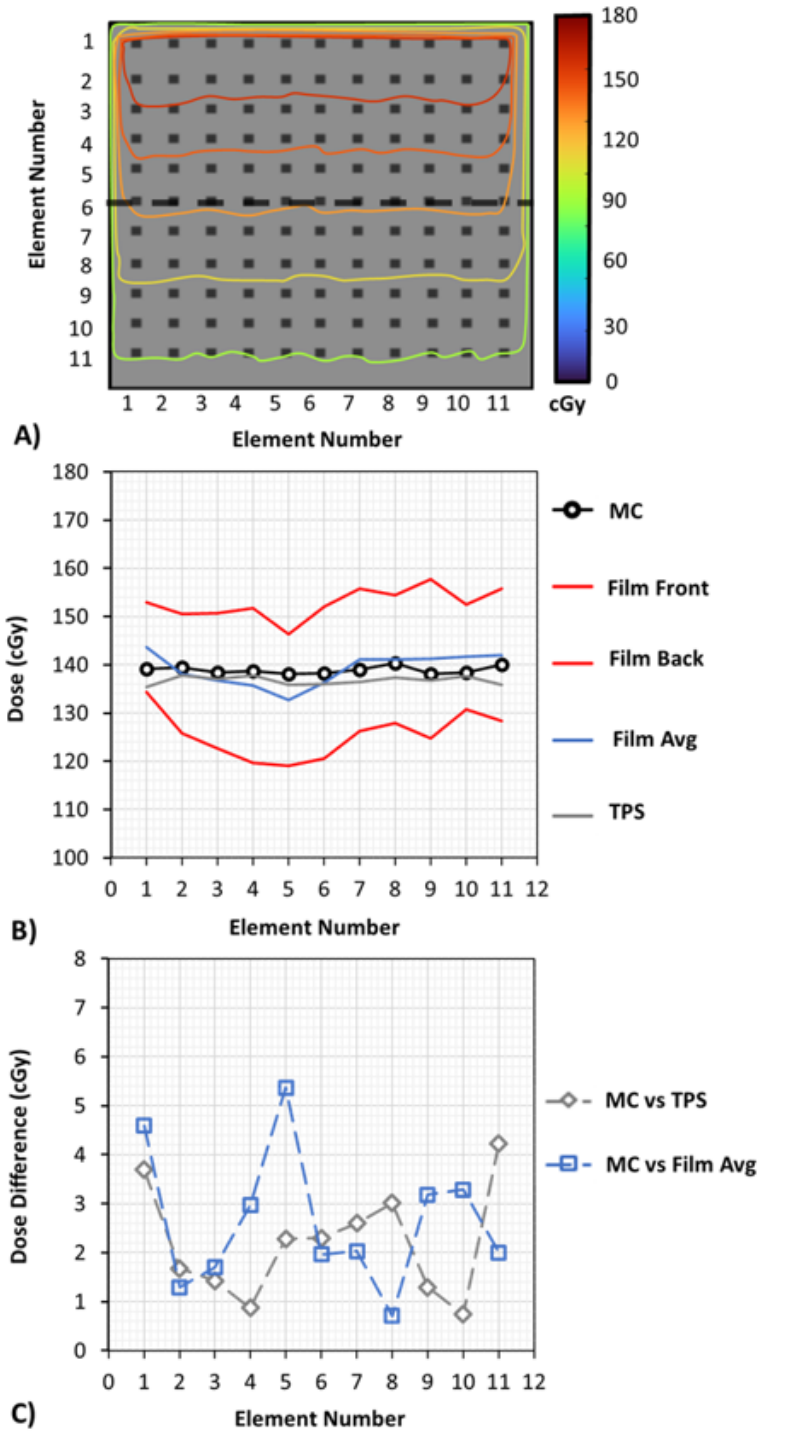 180
1
2
150
3
4
120
5
90
6
7
60
8
9
30
10
11
0
1 2 3 4 5 6 7 8 9 10 11
cGy
Element Number
Element Number
A)
180
170
160
150
140
130
120
110
100
Dose (cGy)
0 1 2 3 4 5 6 7 8 9 10 11 12
Element Number
MC
Film Front
Film Back
Film Avg
TPS
B)
8
7
6
5
4
3
2
1
0
Dose Difference (cGy)
0 1 2 3 4 5 6 7 8 9 10 11 12
Element Number
MC vs TPS
MC vs Film Avg
C)